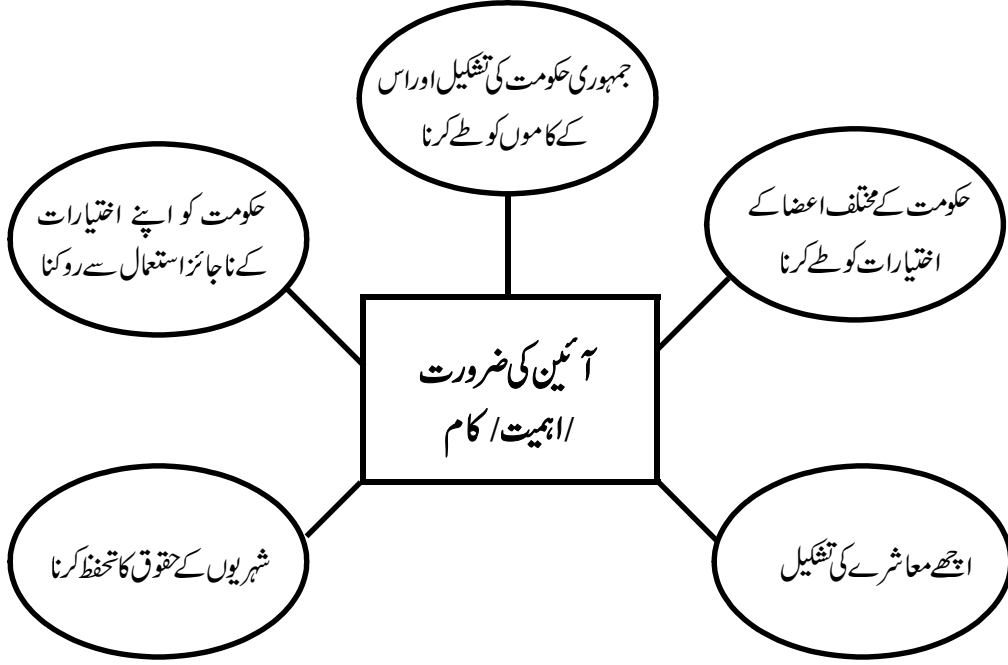 جمہوری حکومت کی تشکیل اور اس
کے کاموں کو طے کرنا
حکومت کے مختلف اعضا کے
اختیارات کو طے کرنا
حکومت کو اپنے اختیارات
کے ناجائز استعمال سے روکنا
آئین کی ضرورت
/اہمیت/ کام
اچھے معاشرے کی تشکیل
شہریوں کے حقوق کا تحفظ کرنا